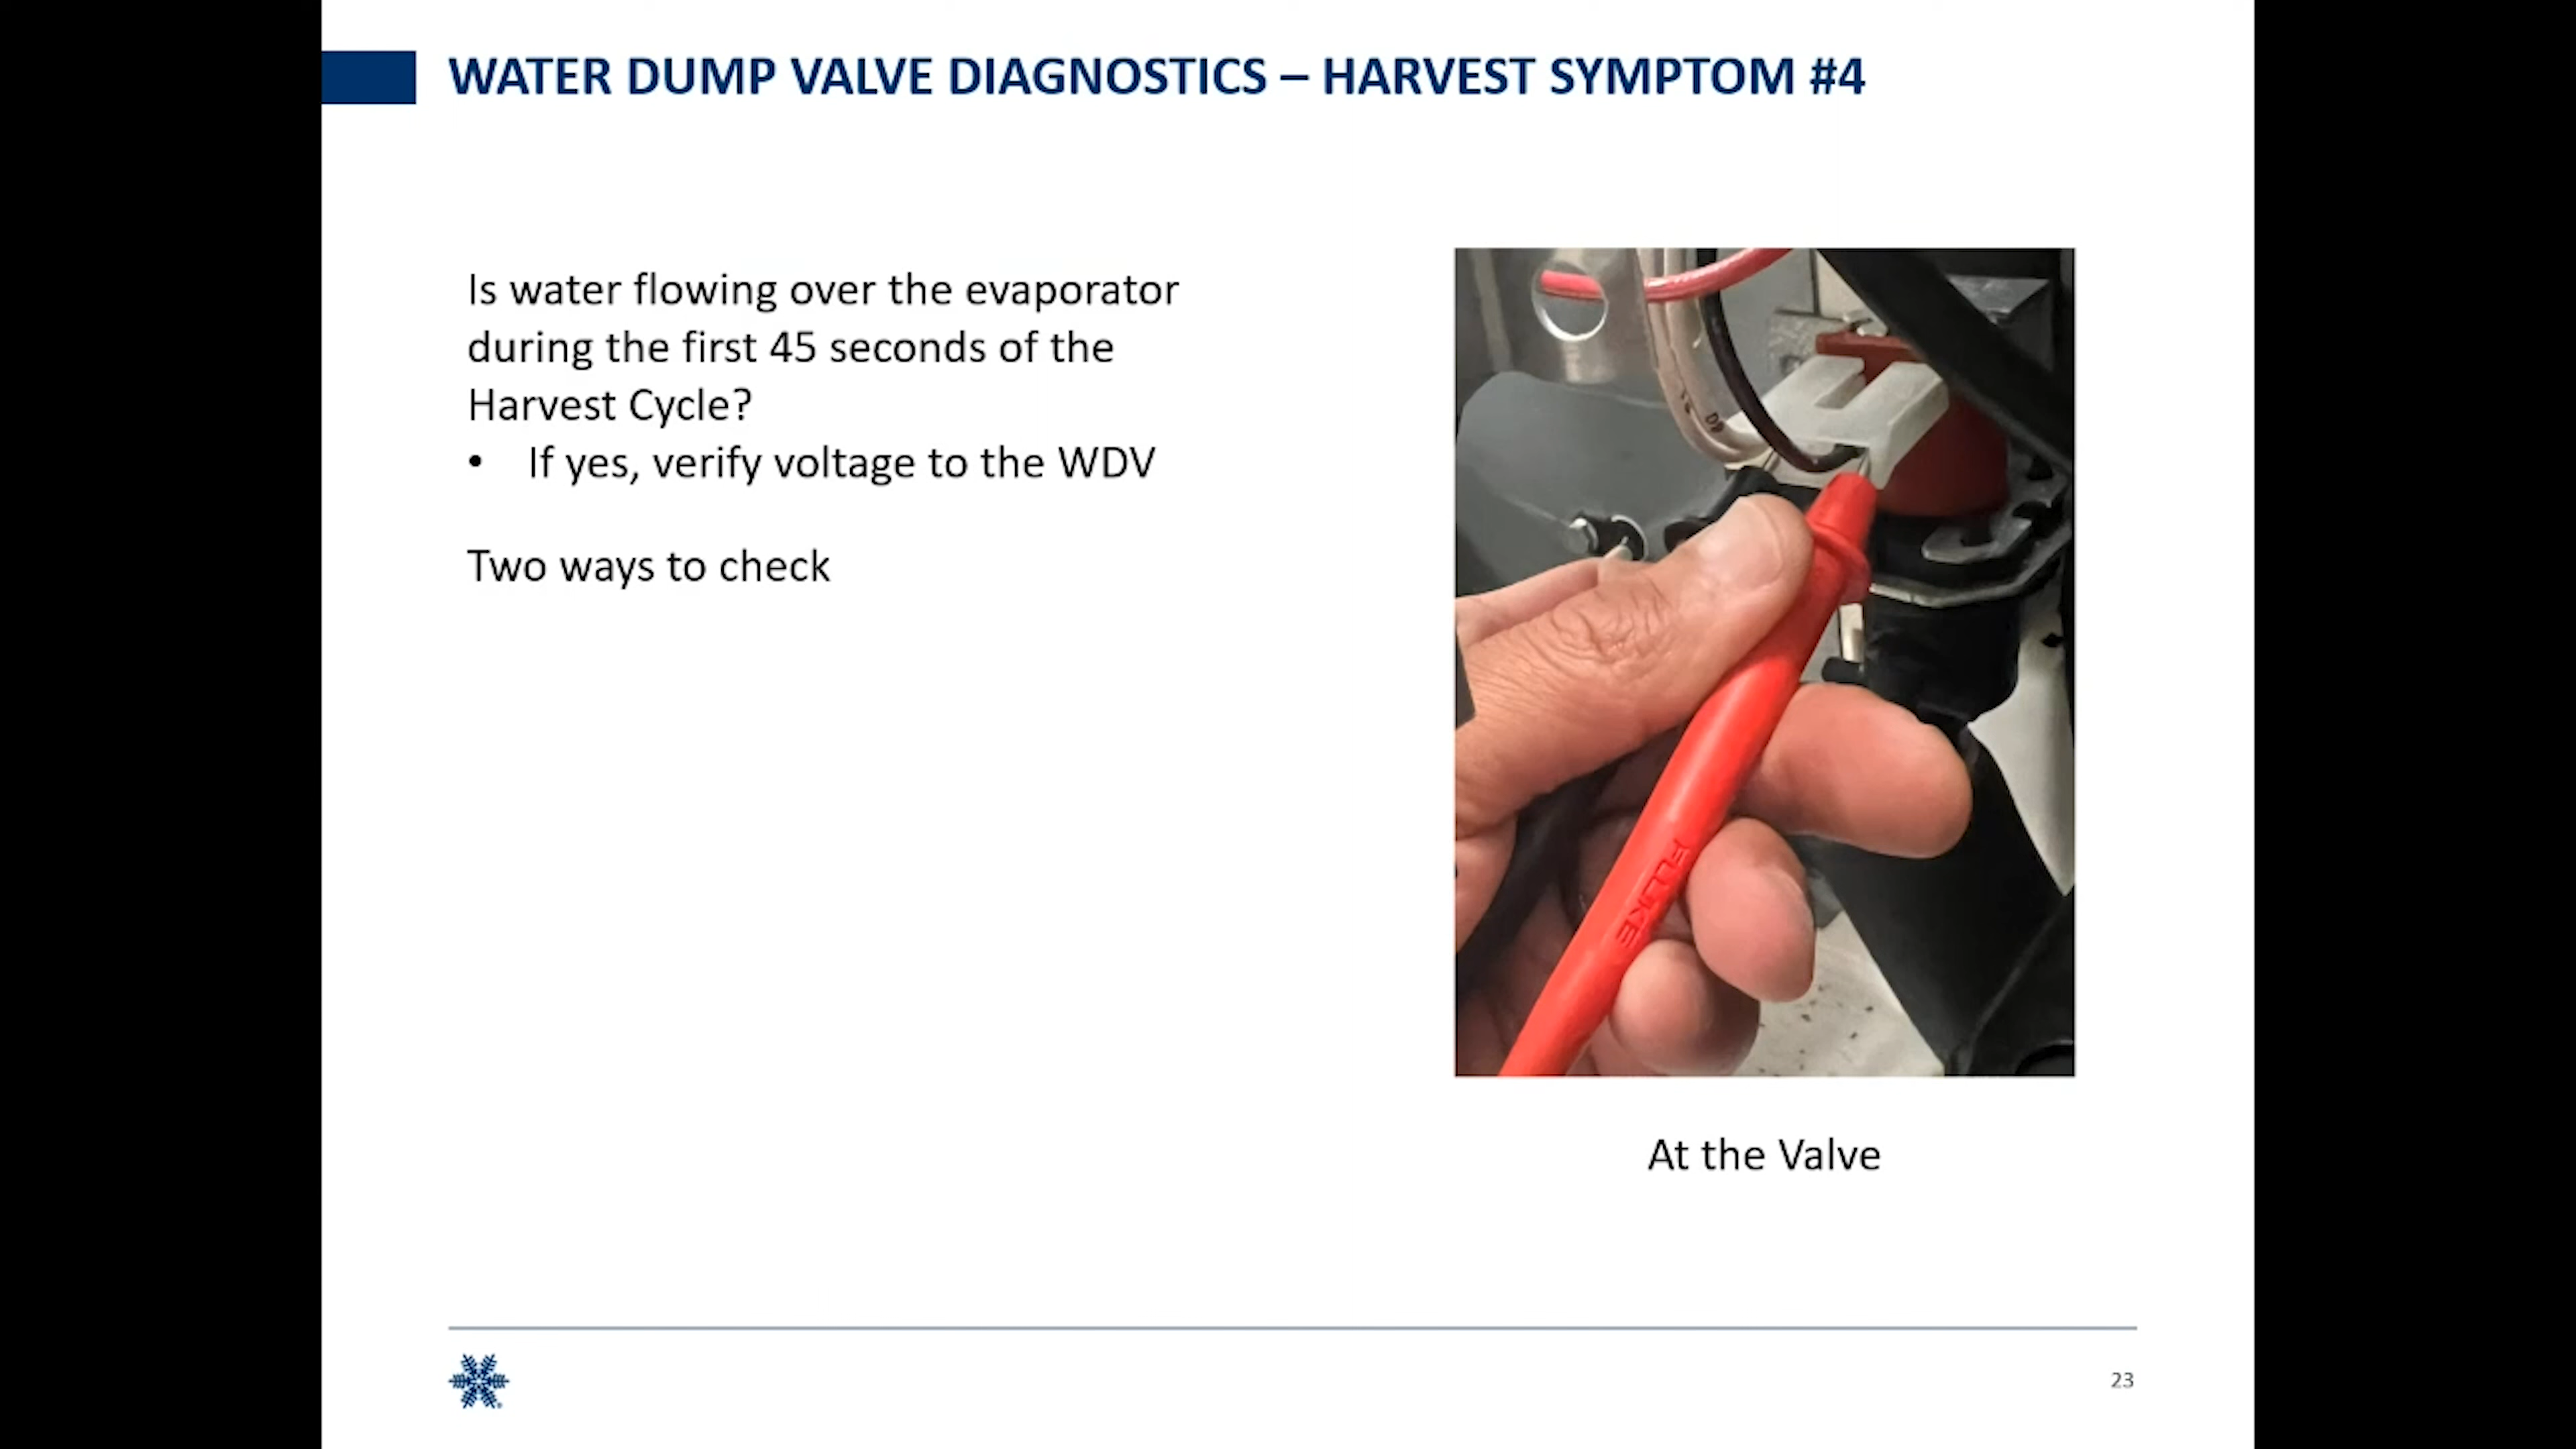 WATER DUMP VALVE DIAGNOSTICS – HARVEST SYMPTOM #4
Is water flowing over the evaporator
during the first 45 seconds of the
Harvest Cycle?
• If yes, verify voltage to the WDV
Two ways to check
FLUKE
At the Valve
23